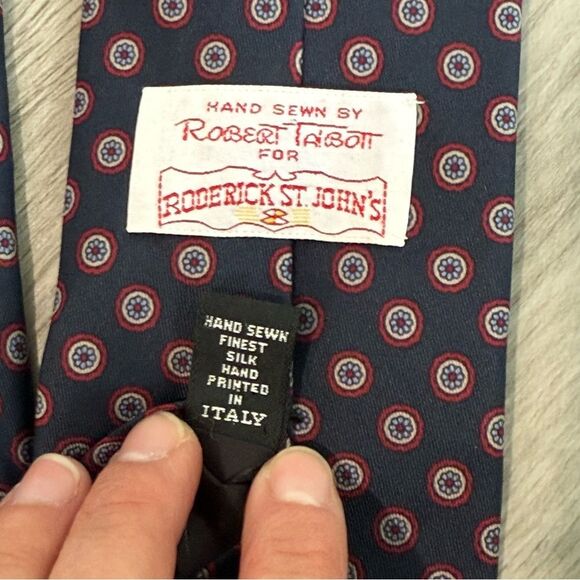 HAND SEWN BY
ROBERT TALBOTT
FOR
RODERICK ST. JOHN'S
HAND SEWN
FINEST
SILK
HAND
PRINTED
IN
ITALY